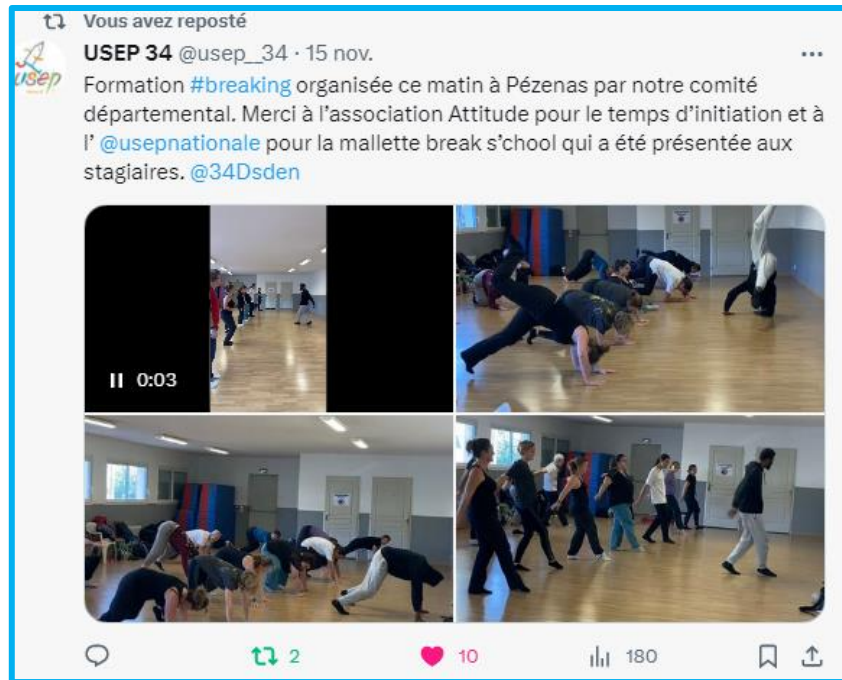 Vous avez reposté
USEP 34 @usep__34 · 15 nov.
usep
Formation #breaking organisée ce matin à Pézenas par notre comité
départemental. Merci à l’association Attitude pour le temps d’initiation et à
l’ @usepnationale pour la mallette break s’chool qui a été présentée aux
stagiaires. @34Dsden
0:03
2
10
180